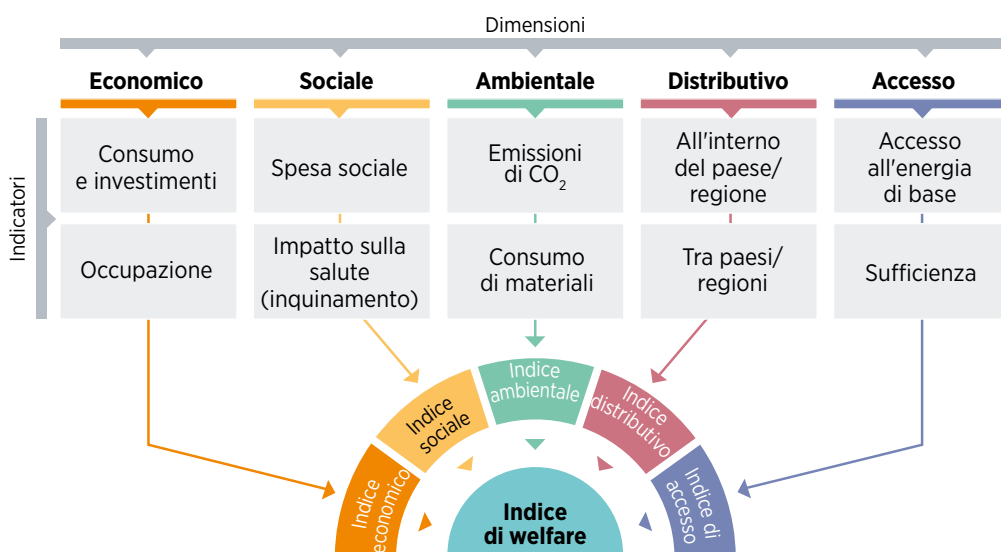 Dimensioni
Economico
Sociale
Ambientale
Distributivo
Accesso
Indicatori
Consumo
e investimenti
Spesa sociale
Emissioni
di CO₂
All'interno
del paese/
regione
Accesso
all'energia
di base
Occupazione
Impatto sulla
salute
(inquinamento)
Consumo
di materiali
Tra paesi/
regioni
Sufficienza
Indice
economico
Indice
sociale
Indice
ambientale
Indice
distributivo
Indice di
accesso
Indice
di welfare